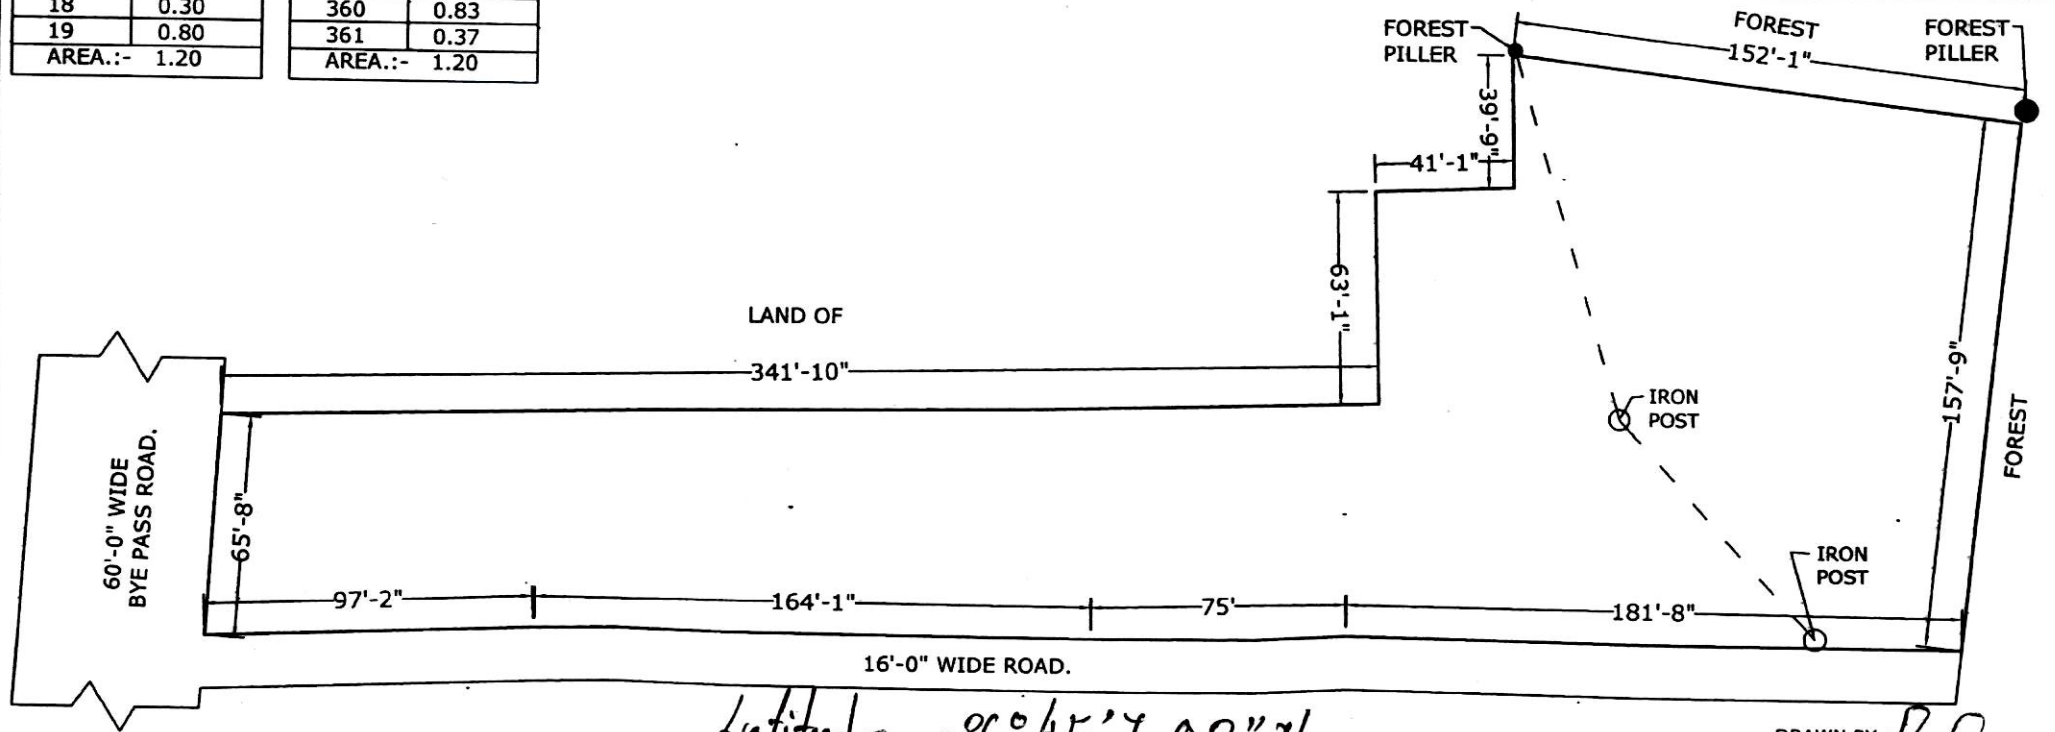 18 0.30
19 0.80
AREA.:- 1.20
360 0.83
361 0.37
AREA.:- 1.20
FOREST
PILLER
FOREST
152'-1"
FOREST
PILLER
39'-9"
41'-1"
63'-1"
LAND OF
341'-10"
157'-9"
FOREST
IRON
POST
60'-0" WIDE
BYE PASS ROAD.
65'-8"
IRON
POST
97'-2"
164'-1"
75'
181'-8"
16'-0" WIDE ROAD.
DRAWN BY